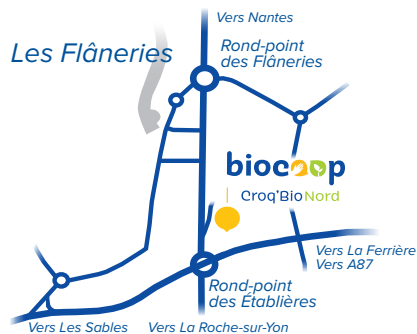 Vers Nantes
Les Flâneries
Rond-point
des Flâneries
biocoop
Croq'Bio Nord
Vers La Ferrière
Vers A87
Rond-point
des Établières
Vers Les Sables
Vers La Roche-sur-Yon